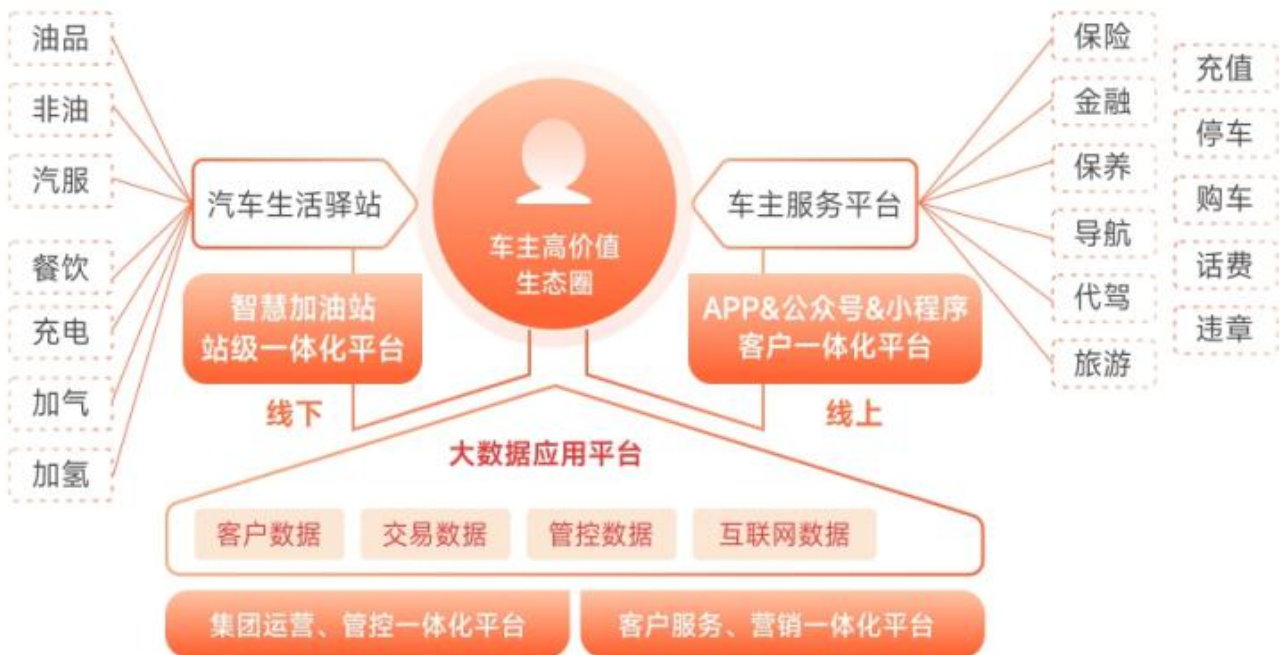 油品
非油
汽服
餐饮
充电
加气
加氢
汽车生活驿站
智慧加油站
站级一体化平台
线下
车主高价值
生态圈
车主服务平台
APP&公众号&小程序
客户一体化平台
线上
保险
金融
保养
导航
代驾
旅游
充值
停车
购车
话费
违章
大数据应用平台
客户数据
交易数据
管控数据
互联网数据
集团运营、管控一体化平台
客户服务、营销一体化平台